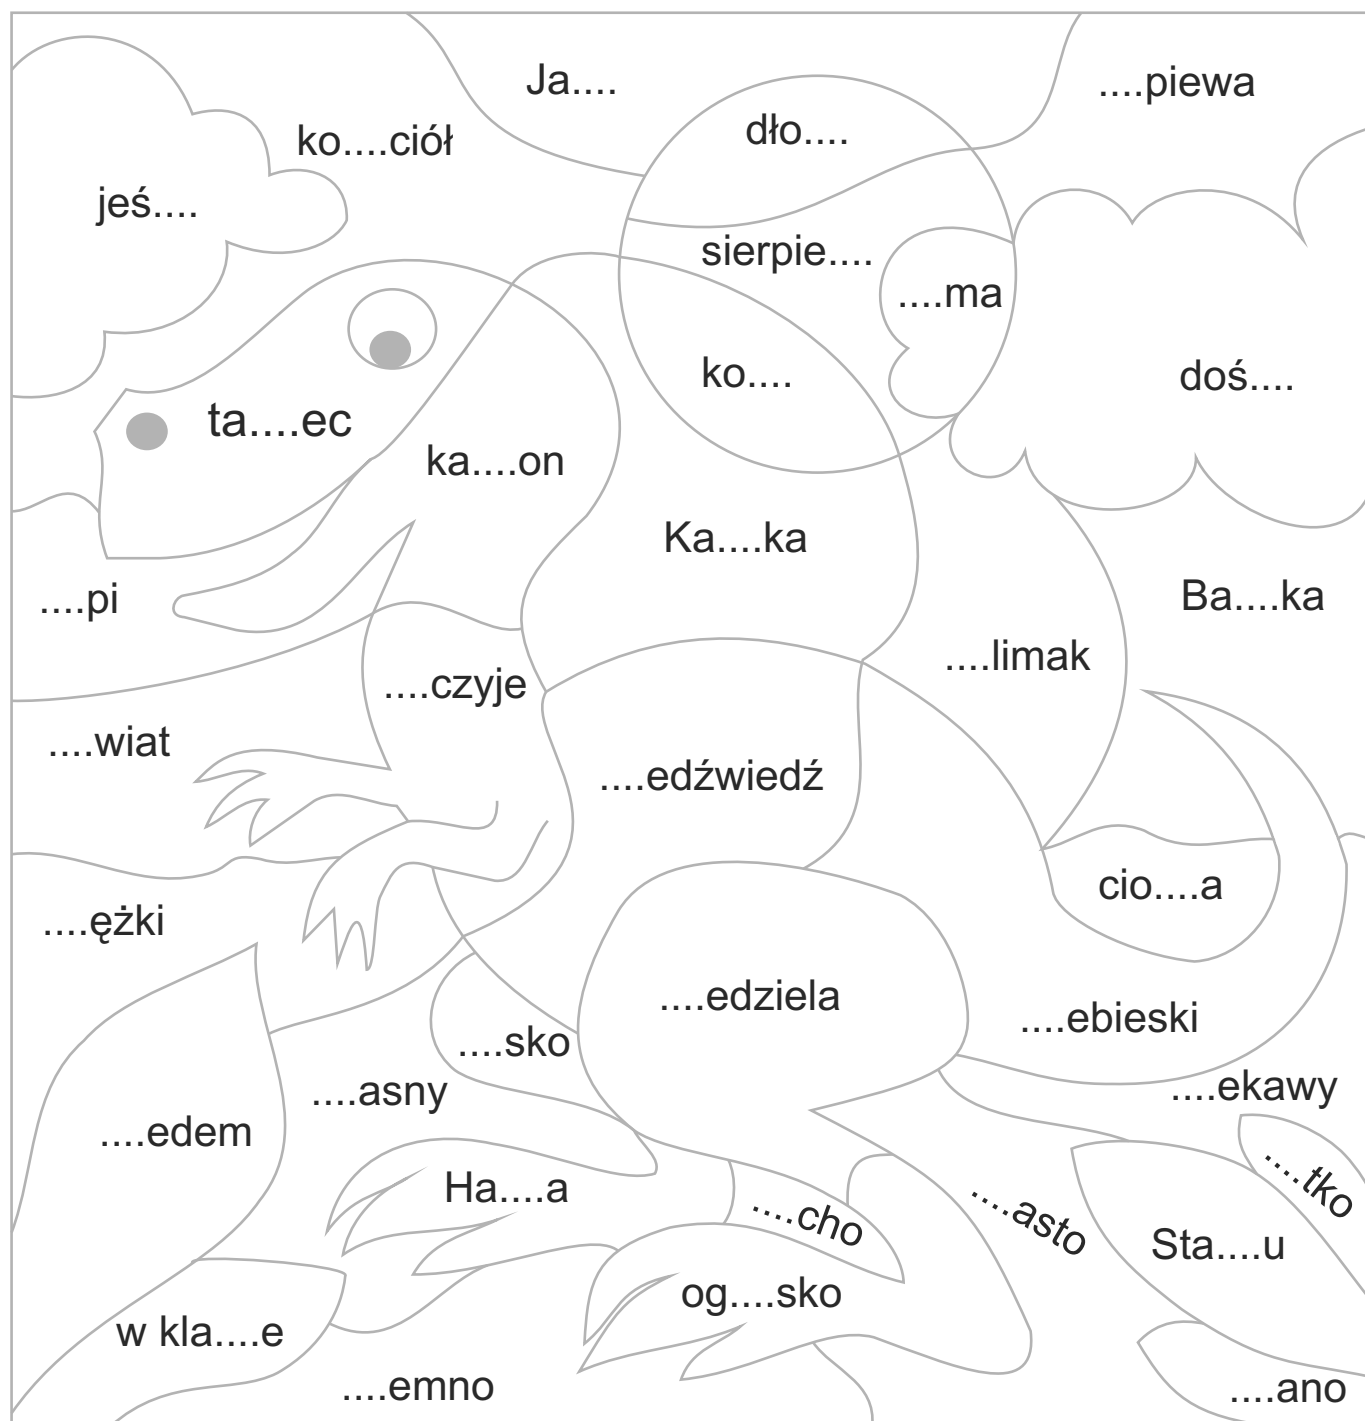 Ja....
....piewa
dło....
ko....ciół
jeś....
sierpie....
....ma
ko....
doś....
ta....ec
ka....on
Ka....ka
....pi
Ba....ka
....limak
....czyje
....wiat
....edźwiedź
cio....a
....ężki
....edziela
....ebieski
....sko
....asny
....ekawy
....edem
....tko
Ha....a
....cho
....asto
Sta....u
og....sko
w kla....e
....emno
....ano